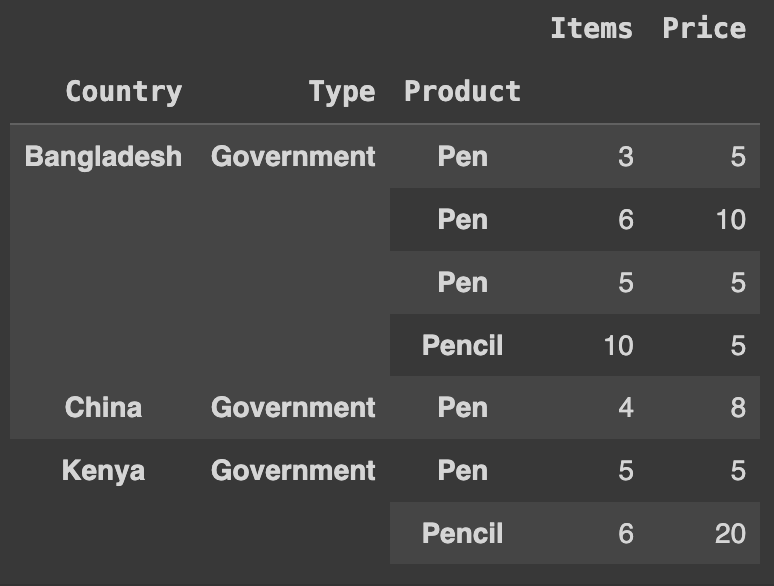 Items Price
Country Type Product
Bangladesh Government Pen 3 5
Pen 6 10
Pen 5 5
Pencil 10 5
China Government Pen 4 8
Kenya Government Pen 5 5
Pencil 6 20